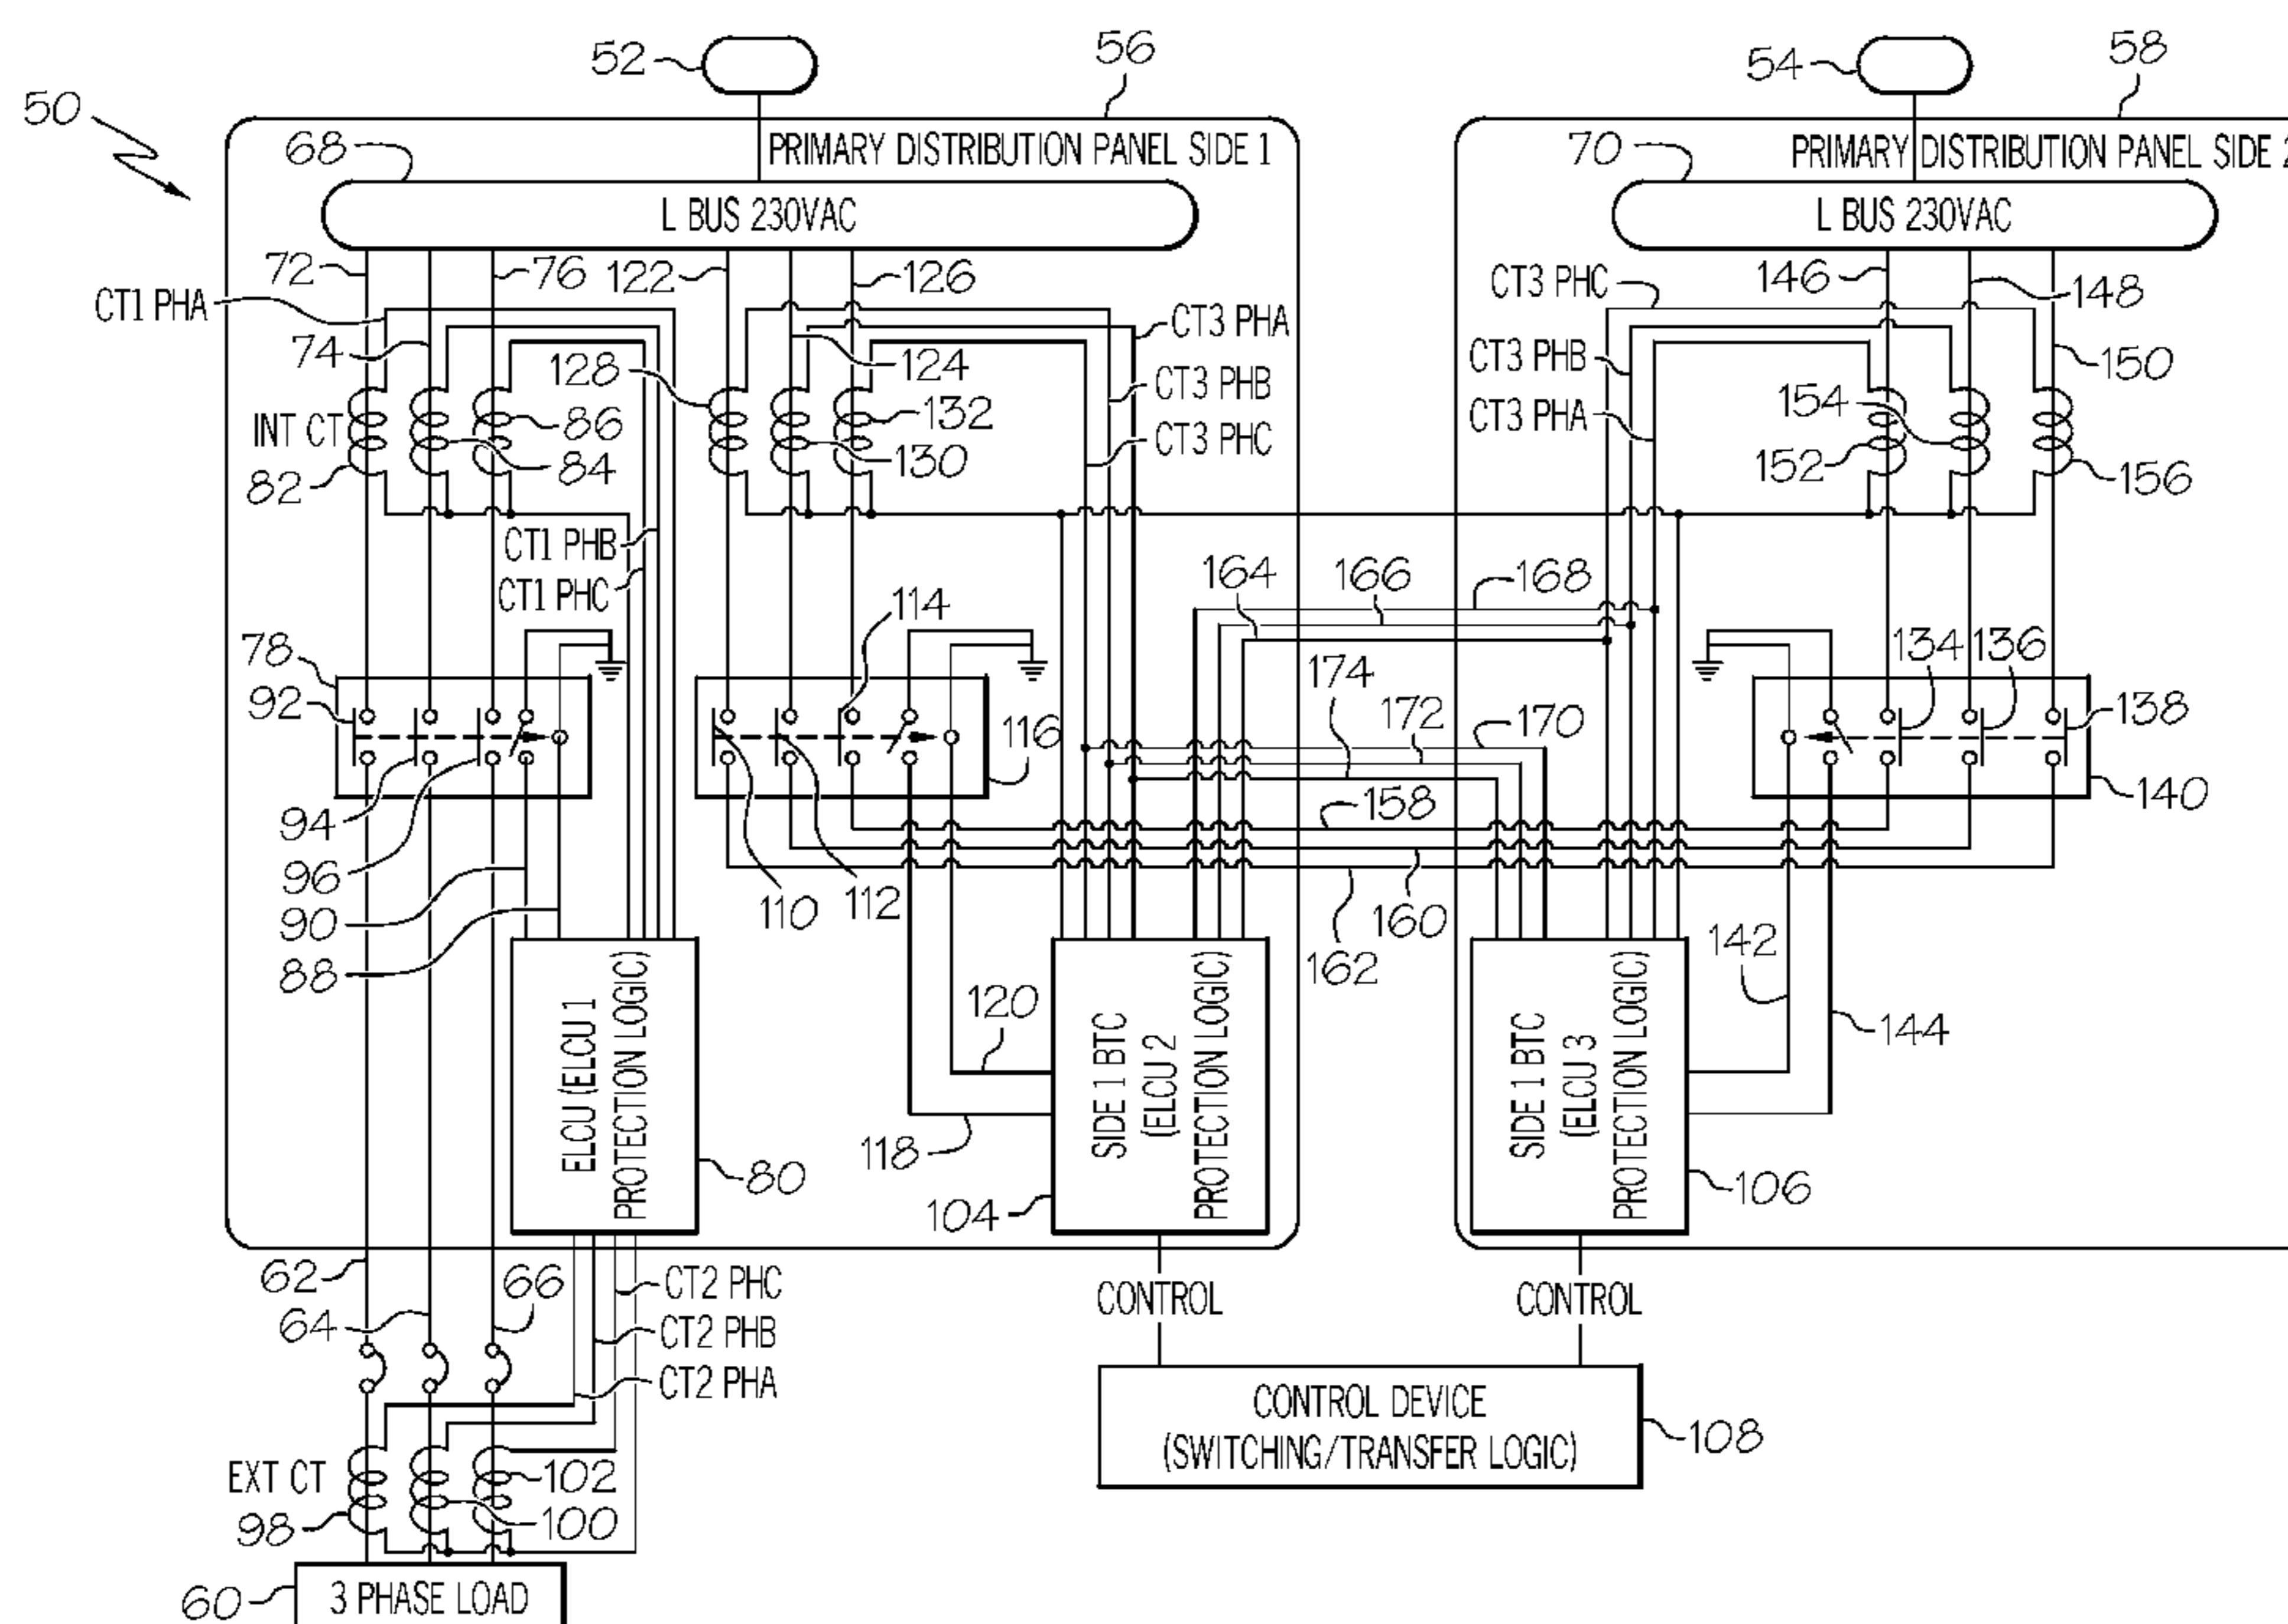 52
56
54
58
50
68
PRIMARY DISTRIBUTION PANEL SIDE 1
70
PRIMARY DISTRIBUTION PANEL SIDE 2
L BUS 230VAC
L BUS 230VAC
72
76
122
126
146
CT3 PHC
148
CT1 PHA
CT3 PHA
74
128
124
CT3 PHB
150
CT3 PHB
154
INT CT
86
132
CT3 PHA
CT3 PHC
82
84
130
152
156
CT1 PHB
CT1 PHC
164
166
168
114
78
134
136
174
92
172
170
138
116
158
140
94
96
110
112
90
160
88
162
142
120
144
ELCU (ELCU 1
PROTECTION LOGIC)
SIDE 1 BTC
(ELCU 2
PROTECTION LOGIC)
SIDE 1 BTC
(ELCU 3
PROTECTION LOGIC)
118
80
104
106
62
66
CT2 PHC
CONTROL
CONTROL
64
CT2 PHB
CT2 PHA
CONTROL DEVICE
(SWITCHING/TRANSFER LOGIC)
108
EXT CT
102
98
100
60
3 PHASE LOAD